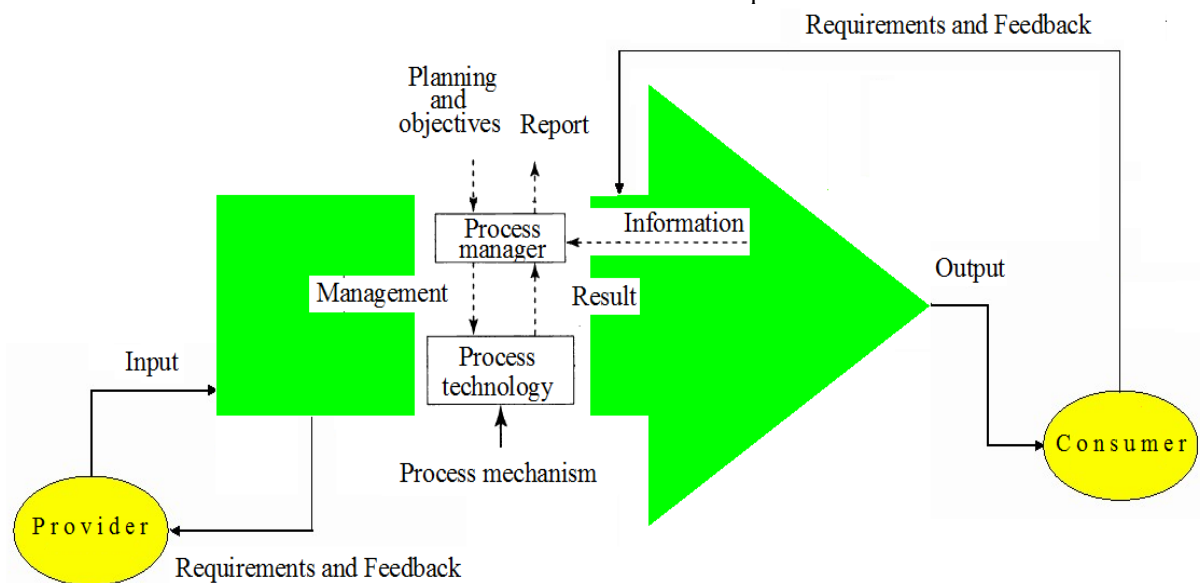 Requirements and Feedback
Planning
and
objectives
Report
Process
manager
Information
Management
Result
Output
Input
Process
technology
Process mechanism
Consumer
Provider
Requirements and Feedback